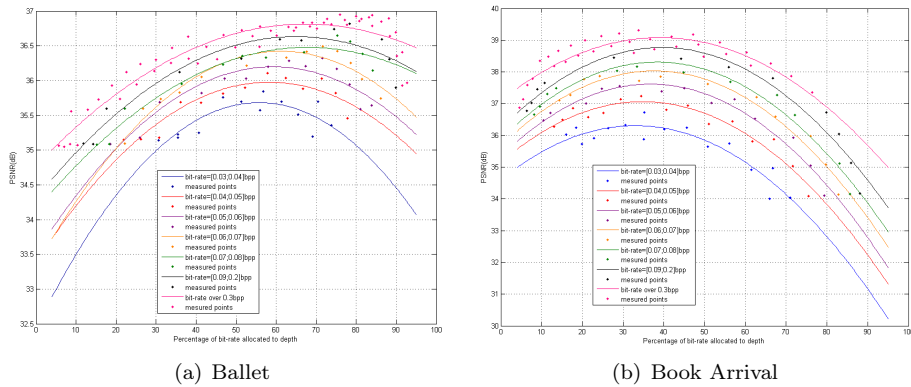 37
36.5
36
35.5
35
34.5
34
33.5
33
32.5
PSNR(dB)
0 10 20 30 40 50 60 70 80 90 100
Percentage of bit-rate allocated to depth
bit-rate=[0.03;0.04]bpp
mesured points
bit-rate=[0.04;0.05]bpp
mesured points
bit-rate=[0.05;0.06]bpp
mesured points
bit-rate=[0.06;0.07]bpp
mesured points
bit-rate=[0.07;0.08]bpp
mesured points
bit-rate=[0.09;0.2]bpp
mesured points
bit-rate over 0.3bpp
mesured points
(a) Ballet
40
39
38
37
36
35
34
33
32
31
30
PSNR(dB)
0 10 20 30 40 50 60 70 80 90 100
Percentage of bit-rate allocated to depth
bit-rate=[0.03;0.04]bpp
mesured points
bit-rate=[0.04;0.05]bpp
mesured points
bit-rate=[0.05;0.06]bpp
mesured points
bit-rate=[0.06;0.07]bpp
mesured points
bit-rate=[0.07;0.08]bpp
mesured points
bit-rate=[0.09;0.2]bpp
mesured points
bit-rate over 0.3bpp
mesured points
(b) Book Arrival